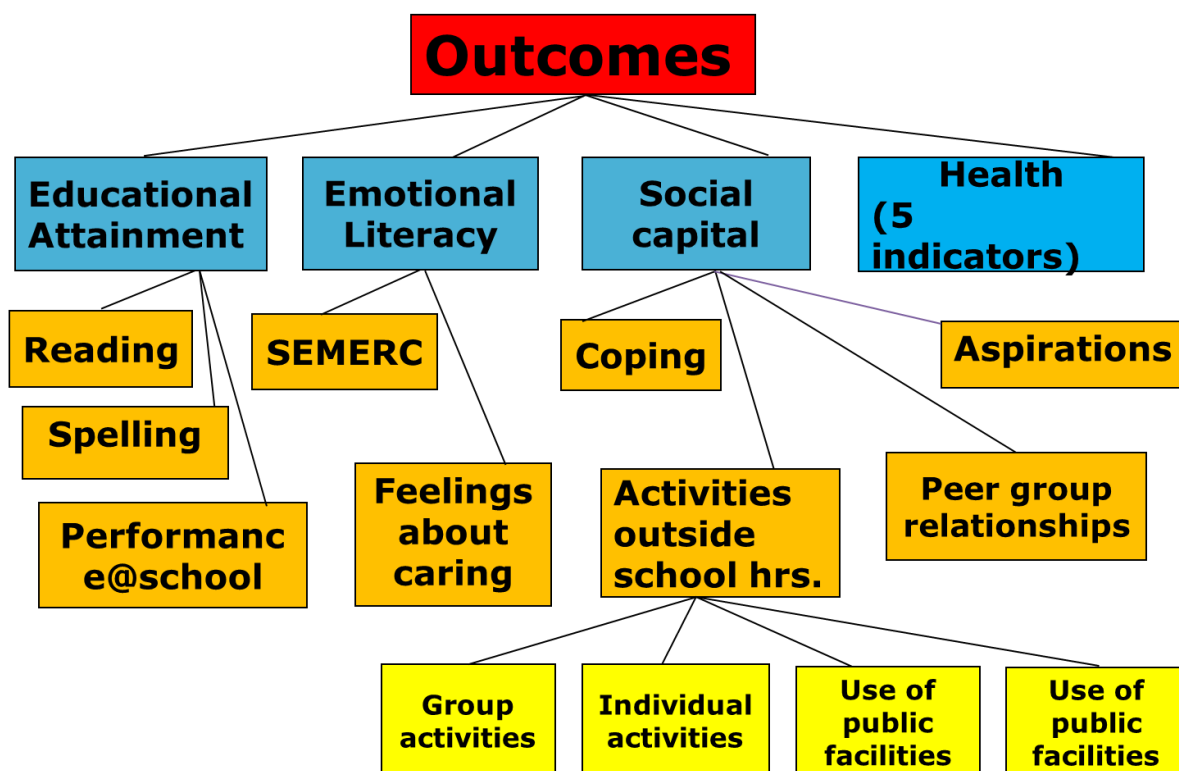 Outcomes
Educational
Attainment
Emotional
Literacy
Social
capital
Health
(5
indicators)
Reading
SEMERC
Coping
Aspirations
Spelling
Performanc
e@school
Feelings
about
caring
Activities
outside
school hrs.
Peer group
relationships
Group
activities
Individual
activities
Use of
public
facilities
Use of
public
facilities